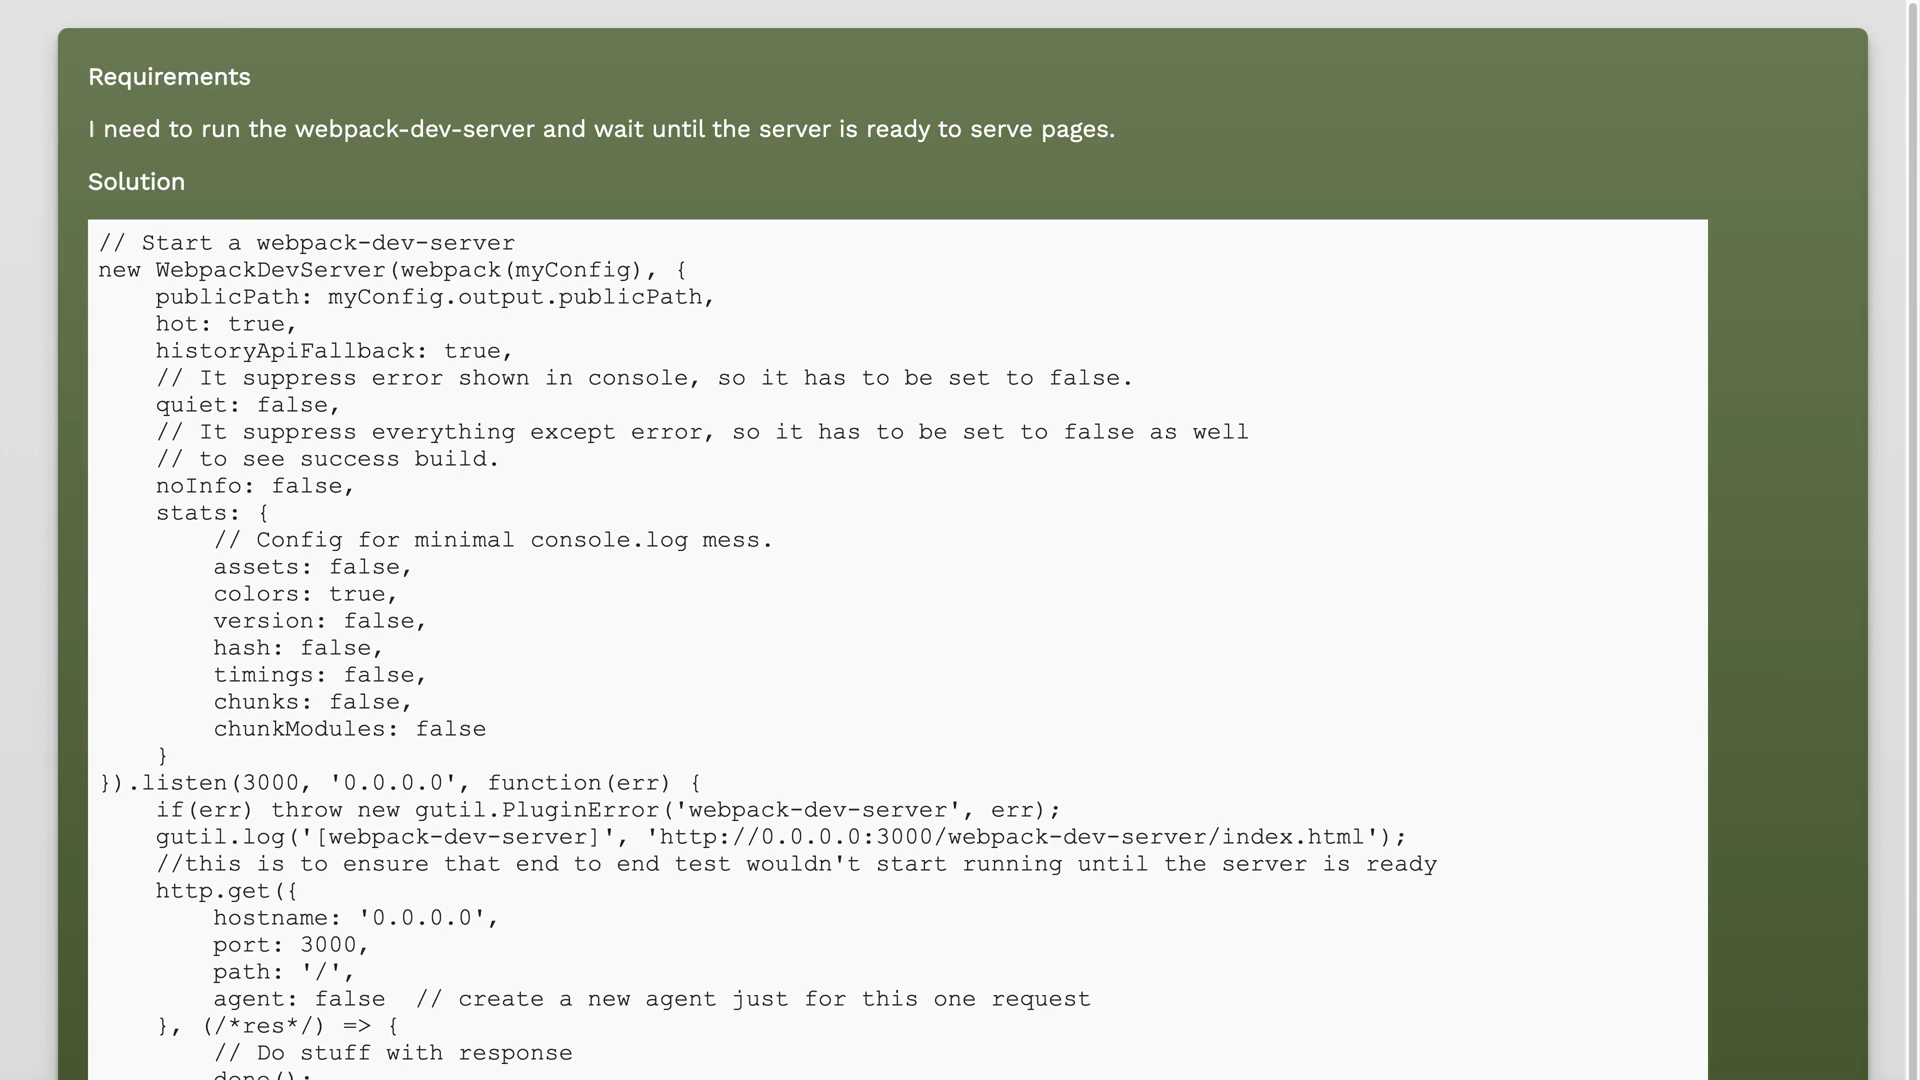 Requirements
I need to run the webpack-dev-server and wait until the server is ready to serve pages.
Solution
// Start a webpack-dev-server
new WebpackDevServer(webpack(myConfig), {
    publicPath: myConfig.output.publicPath,
    hot: true,
    historyApiFallback: true,
    // It suppress error shown in console, so it has to be set to false.
    quiet: false,
    // It suppress everything except error, so it has to be set to false as well
    // to see success build.
    noInfo: false,
    stats: {
        // Config for minimal console.log mess.
        assets: false,
        colors: true,
        version: false,
        hash: false,
        timings: false,
        chunks: false,
        chunkModules: false
    }
}).listen(3000, '0.0.0.0', function(err) {
    if(err) throw new gutil.PluginError('webpack-dev-server', err);
    gutil.log('[webpack-dev-server]', 'http://0.0.0.0:3000/webpack-dev-server/index.html');
    //this is to ensure that end to end test wouldn't start running until the server is ready
    http.get({
        hostname: '0.0.0.0',
        port: 3000,
        path: '/',
        agent: false  // create a new agent just for this one request
    }, (/*res*/) => {
        // Do stuff with response
        done();